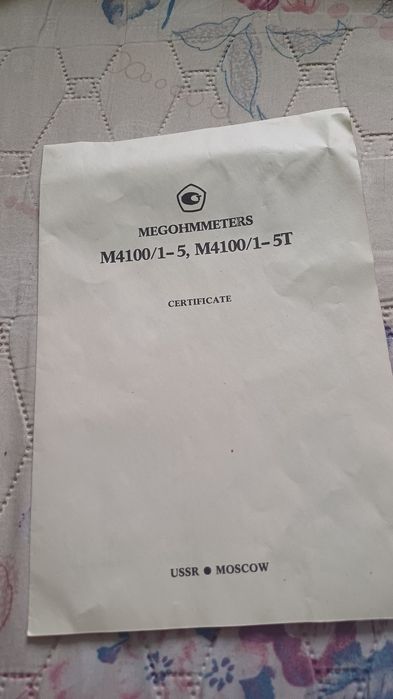 MEGOHMMETERS
M4100/1-5, M4100/1-5T
CERTIFICATE
USSR ● MOSCOW